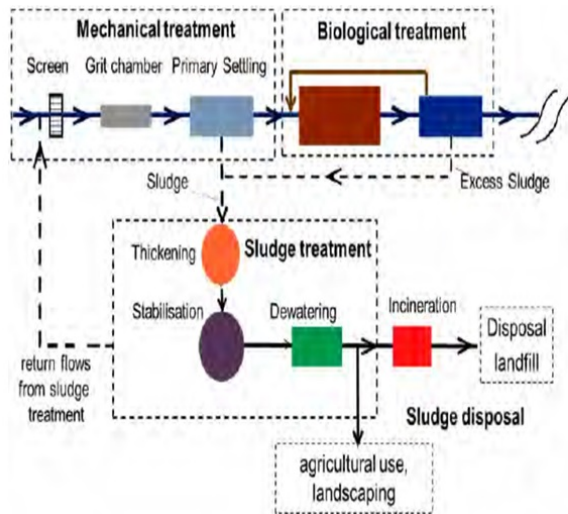 Mechanical treatment
Biological treatment
Screen
Grit chamber
Primary Settling
Sludge
Excess Sludge
Thickening
Sludge treatment
Stabilisation
Dewatering
Incineration
Disposal
landfill
return flows
from sludge
treatment
Sludge disposal
agricultural use,
landscaping